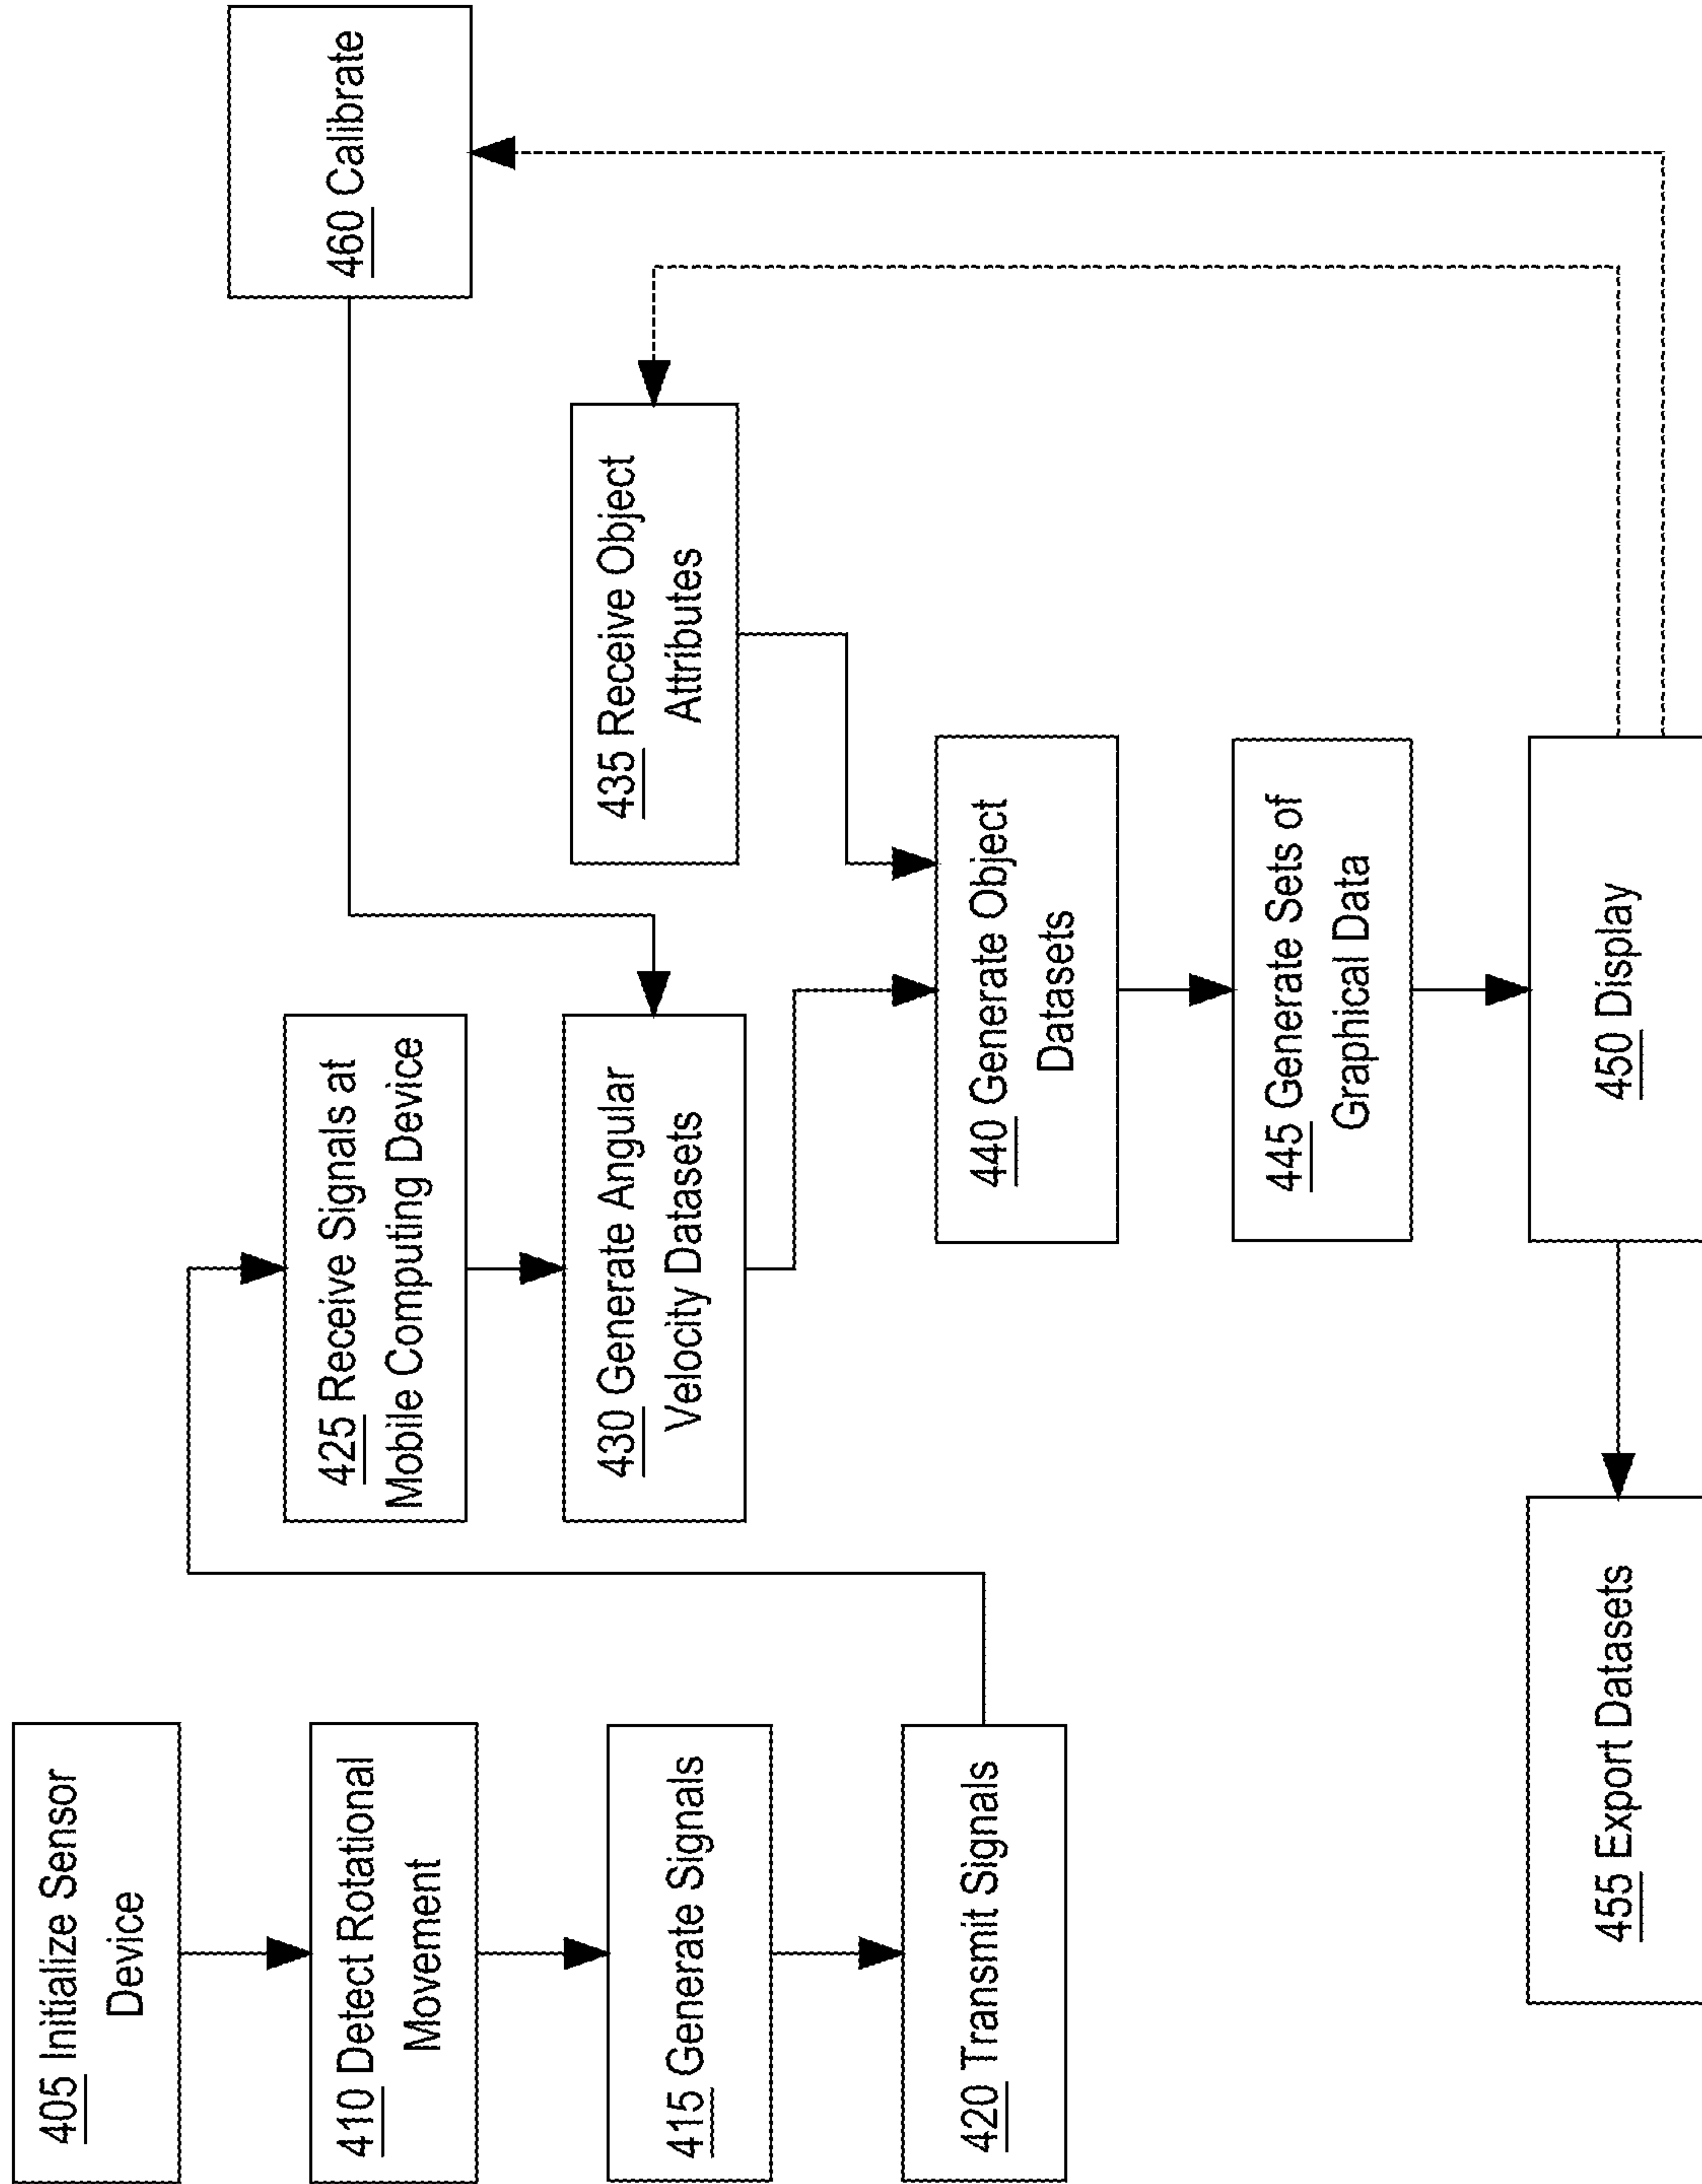 405 Initialize Sensor
Device
410 Detect Rotational
Movement
415 Generate Signals
420 Transmit Signals
425 Receive Signals at
Mobile Computing Device
430 Generate Angular
Velocity Datasets
435 Receive Object
Attributes
440 Generate Object
Datasets
445 Generate Sets of
Graphical Data
450 Display
455 Export Datasets
460 Calibrate